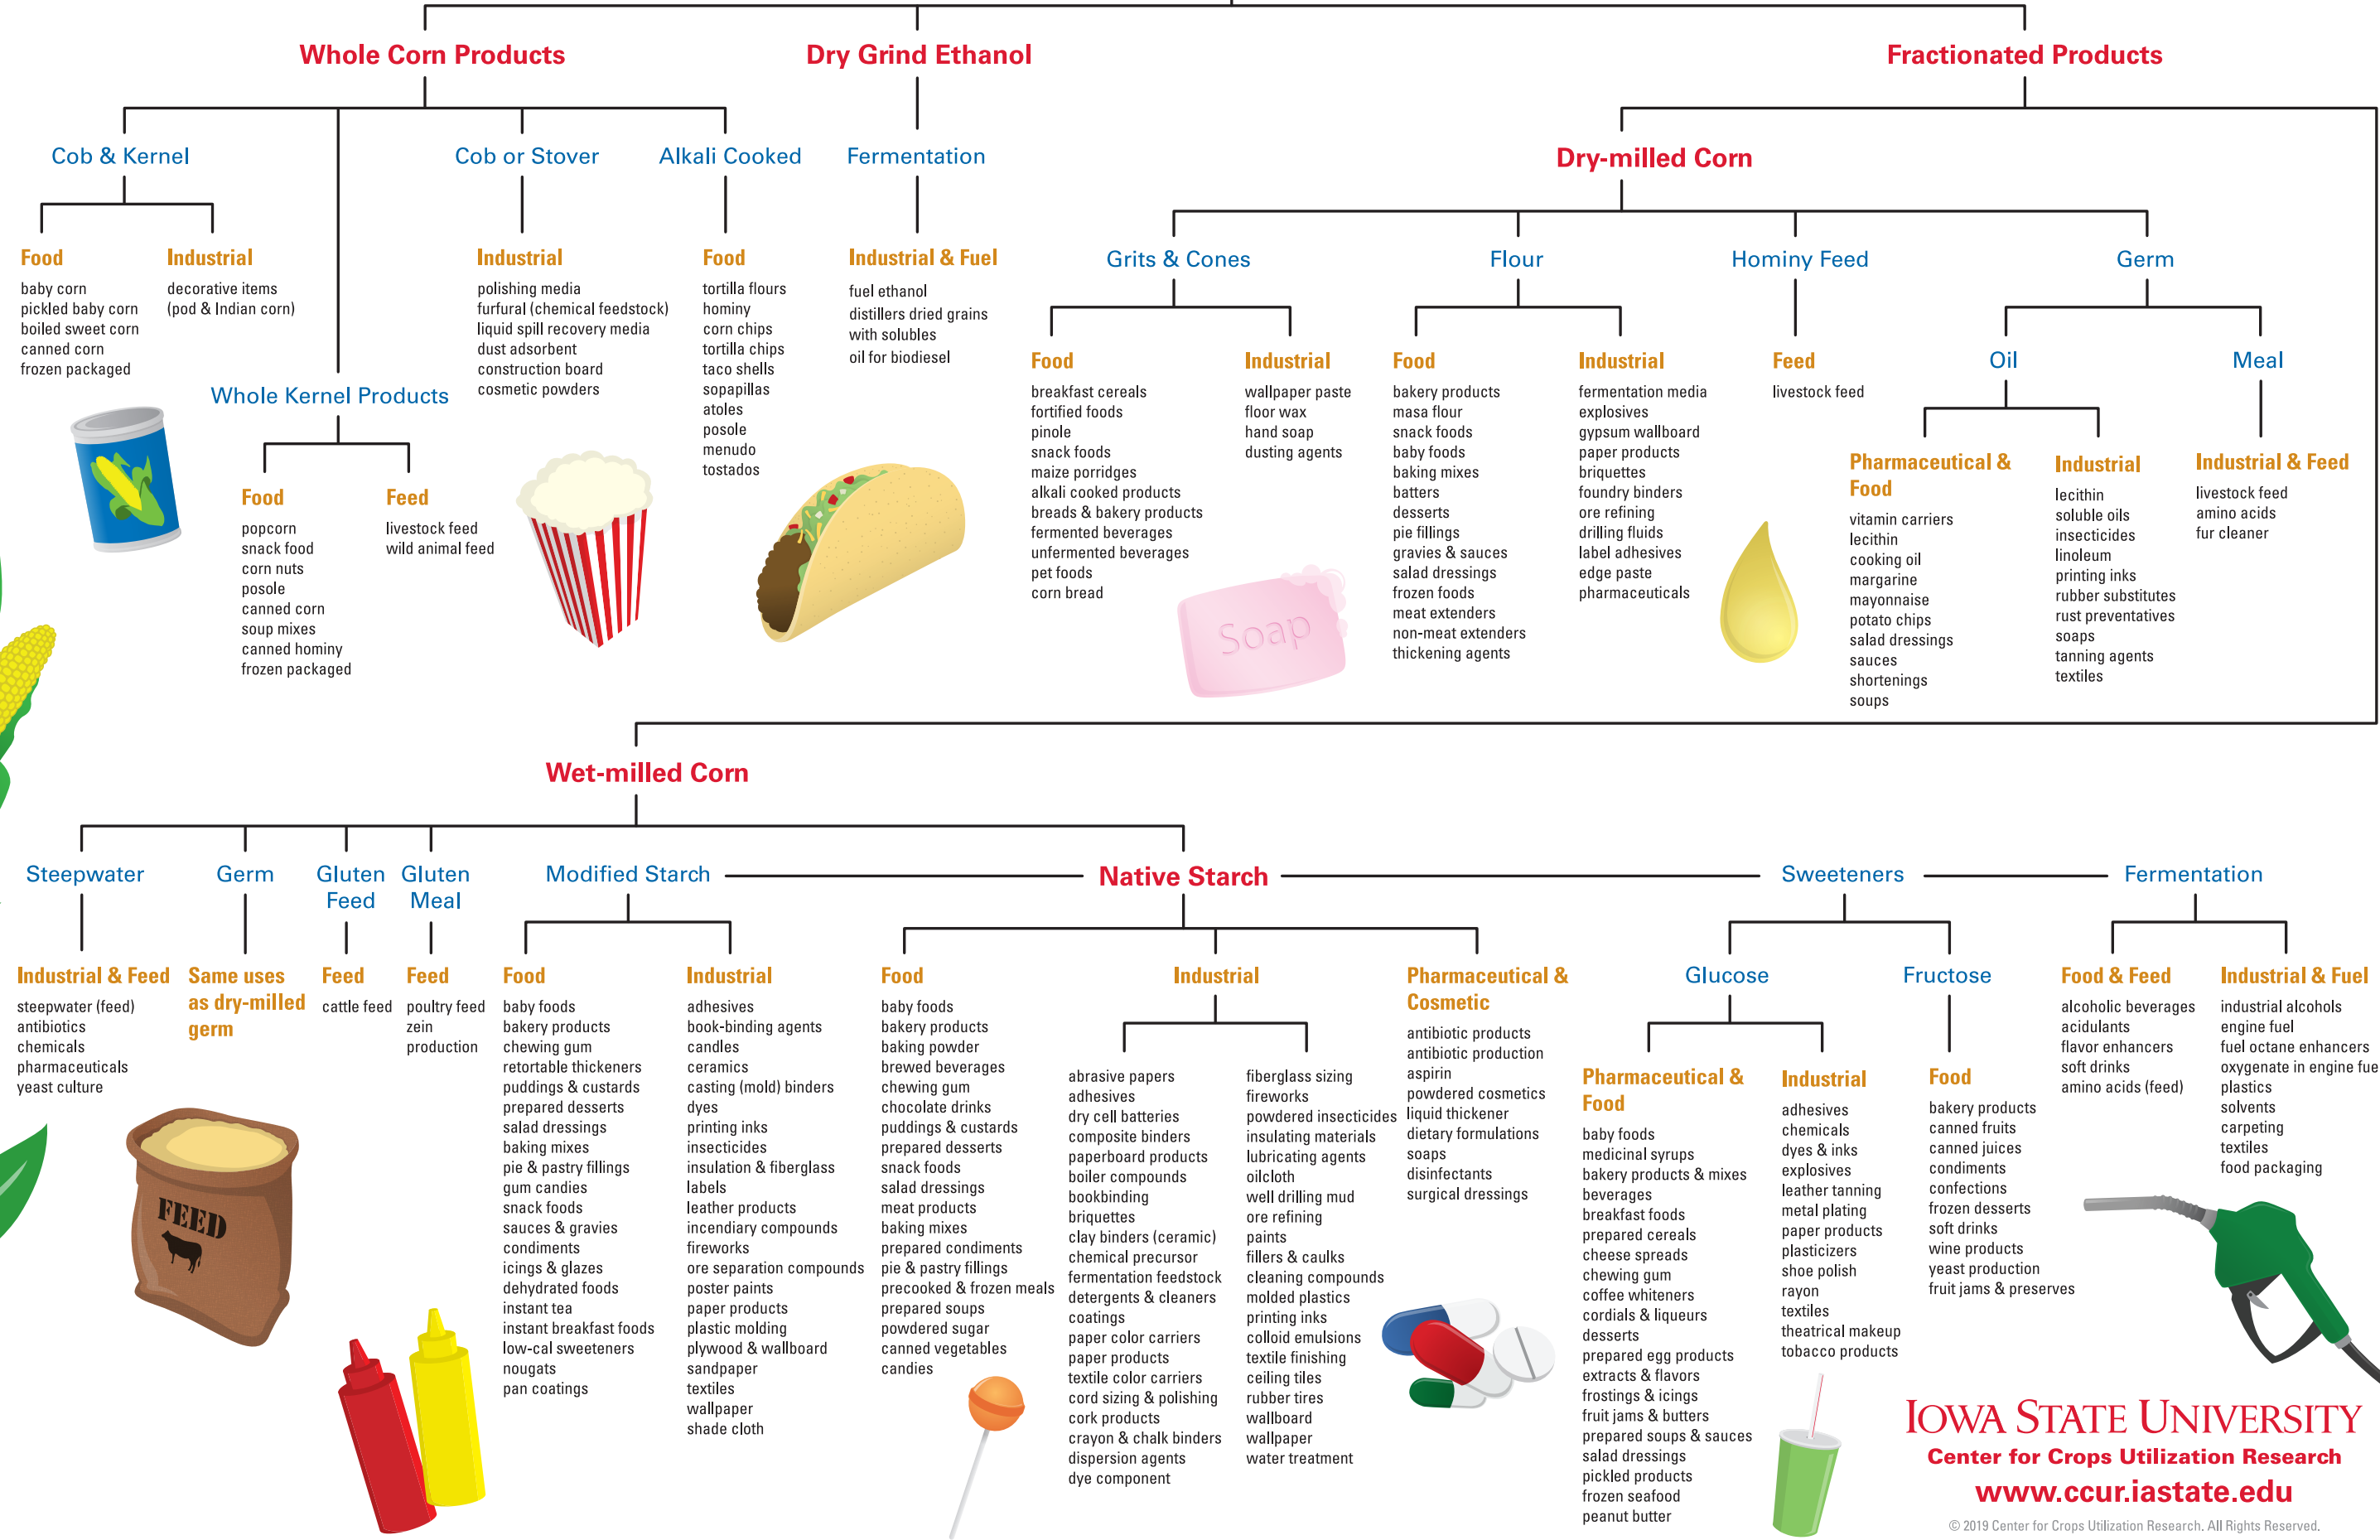 Whole Corn Products
Dry Grind Ethanol
Fractionated Products
Cob & Kernel
Cob or Stover
Alkali Cooked
Fermentation
Dry-milled Corn
Food
baby corn
pickled baby corn
boiled sweet corn
canned corn
frozen packaged
Industrial
decorative items
(pod & Indian corn)
Whole Kernel Products
Food
popcorn
snack food
corn nuts
posole
canned corn
soup mixes
canned hominy
frozen packaged
Feed
livestock feed
wild animal feed
Industrial
polishing media
furfural (chemical feedstock)
liquid spill recovery media
dust adsorbent
construction board
cosmetic powders
Food
tortilla flours
hominy
corn chips
tortilla chips
taco shells
sopapillas
atoles
posole
menudo
tostados
Industrial & Fuel
fuel ethanol
distillers dried grains
with solubles
oil for biodiesel
Grits & Cones
Flour
Hominy Feed
Germ
Food
breakfast cereals
fortified foods
pinole
snack foods
maize porridges
alkali cooked products
breads & bakery products
fermented beverages
unfermented beverages
pet foods
corn bread
Industrial
wallpaper paste
floor wax
hand soap
dusting agents
Soap
Food
bakery products
masa flour
snack foods
baby foods
baking mixes
batters
desserts
pie fillings
gravies & sauces
salad dressings
frozen foods
meat extenders
non-meat extenders
thickening agents
Industrial
fermentation media
explosives
gypsum wallboard
paper products
briquettes
foundry binders
ore refining
drilling fluids
label adhesives
edge paste
pharmaceuticals
Feed
livestock feed
Oil
Meal
Pharmaceutical &
Food
vitamin carriers
lecithin
cooking oil
margarine
mayonnaise
potato chips
salad dressings
sauces
shortenings
soups
Industrial
lecithin
soluble oils
insecticides
linoleum
printing inks
rubber substitutes
rust preventatives
soaps
tanning agents
textiles
Industrial & Feed
livestock feed
amino acids
fur cleaner
Wet-milled Corn
Steepwater
Germ
Gluten
Feed
Gluten
Meal
Modified Starch
Native Starch
Sweeteners
Fermentation
Industrial & Feed
steepwater (feed)
antibiotics
chemicals
pharmaceuticals
yeast culture
Same uses
as dry-milled
germ
Feed
cattle feed
Feed
poultry feed
zein
production
FEED
Food
baby foods
bakery products
chewing gum
retortable thickeners
puddings & custards
prepared desserts
salad dressings
baking mixes
pie & pastry fillings
gum candies
snack foods
sauces & gravies
condiments
icings & glazes
dehydrated foods
instant tea
instant breakfast foods
low-cal sweeteners
nougats
pan coatings
Industrial
adhesives
book-binding agents
candles
ceramics
casting (mold) binders
dyes
printing inks
insecticides
insulation & fiberglass
labels
leather products
incendiary compounds
fireworks
ore separation compounds
poster paints
paper products
plastic molding
plywood & wallboard
sandpaper
textiles
wallpaper
shade cloth
Food
baby foods
bakery products
baking powder
brewed beverages
chewing gum
chocolate drinks
puddings & custards
prepared desserts
snack foods
salad dressings
meat products
baking mixes
prepared condiments
pie & pastry fillings
precooked & frozen meals
prepared soups
powdered sugar
canned vegetables
candies
Industrial
abrasive papers
adhesives
dry cell batteries
composite binders
paperboard products
boiler compounds
bookbinding
briquettes
clay binders (ceramic)
chemical precursor
fermentation feedstock
detergents & cleaners
coatings
paper color carriers
paper products
textile color carriers
cord sizing & polishing
cork products
crayon & chalk binders
dispersion agents
dye component
fiberglass sizing
fireworks
powdered insecticides
insulating materials
lubricating agents
oilcloth
well drilling mud
ore refining
paints
fillers & caulks
cleaning compounds
molded plastics
printing inks
colloid emulsions
textile finishing
ceiling tiles
rubber tires
wallboard
wallpaper
water treatment
Pharmaceutical &
Cosmetic
antibiotic products
antibiotic production
aspirin
powdered cosmetics
liquid thickener
dietary formulations
soaps
disinfectants
surgical dressings
Glucose
Fructose
Pharmaceutical &
Food
baby foods
medicinal syrups
bakery products & mixes
beverages
breakfast foods
prepared cereals
cheese spreads
chewing gum
coffee whiteners
cordials & liqueurs
desserts
prepared egg products
extracts & flavors
frostings & icings
fruit jams & butters
prepared soups & sauces
salad dressings
pickled products
frozen seafood
peanut butter
Industrial
adhesives
chemicals
dyes & inks
explosives
leather tanning
metal plating
paper products
plasticizers
shoe polish
rayon
textiles
theatrical makeup
tobacco products
Food
bakery products
canned fruits
canned juices
condiments
confections
frozen desserts
soft drinks
wine products
yeast production
fruit jams & preserves
Food & Feed
alcoholic beverages
acidulants
flavor enhancers
soft drinks
amino acids (feed)
Industrial & Fuel
industrial alcohols
engine fuel
fuel octane enhancers
oxygenate in engine fue
plastics
solvents
carpeting
textiles
food packaging
IOWA STATE UNIVERSITY
Center for Crops Utilization Research
www.ccur.iastate.edu
© 2019 Center for Crops Utilization Research. All Rights Reserved.